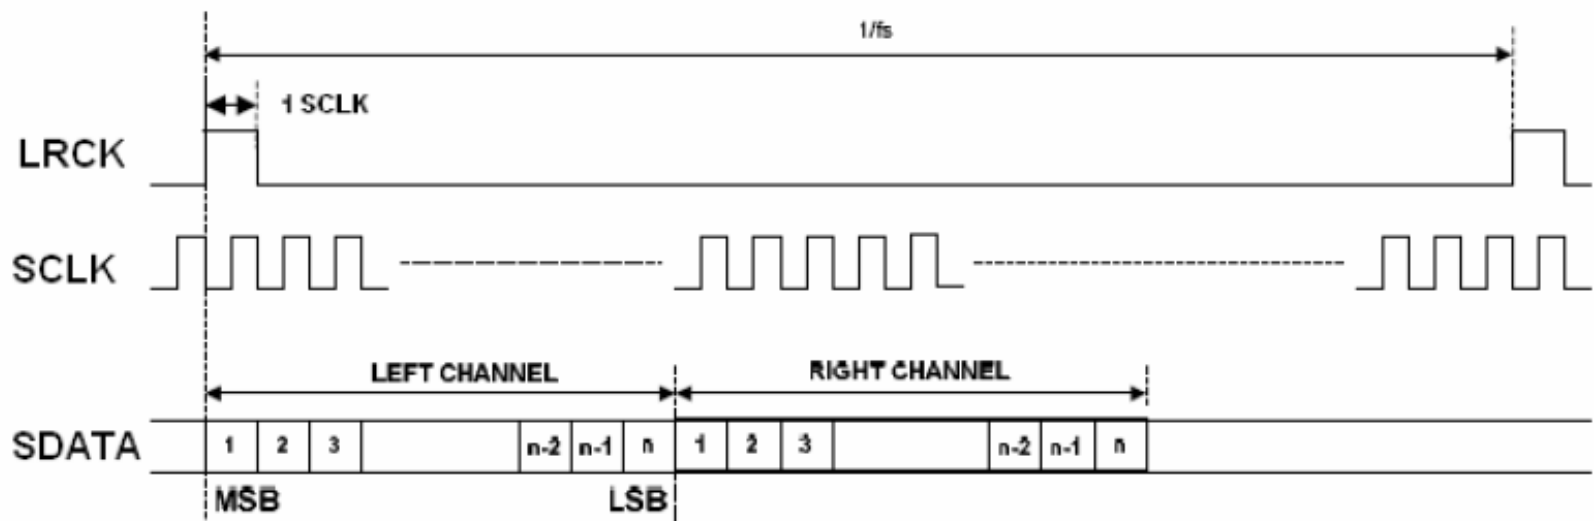 1/fs
1 SCLK
LRCK
SCLK
LEFT CHANNEL RIGHT CHANNEL
SDATA 1 2 3 n-2 n-1 n 1 2 3 n-2 n-1 n
MSB LSB